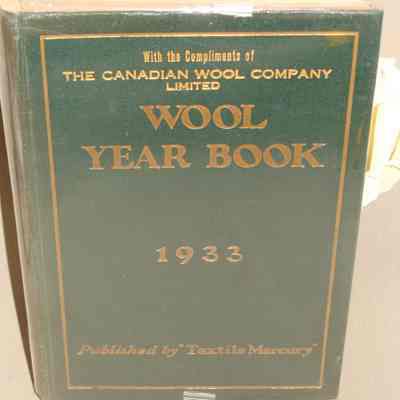 With the Compliments of
THE CANADIAN WOOL COMPANY
LIMITED
WOOL
YEAR BOOK
1933
Published by "Textile Mercury"